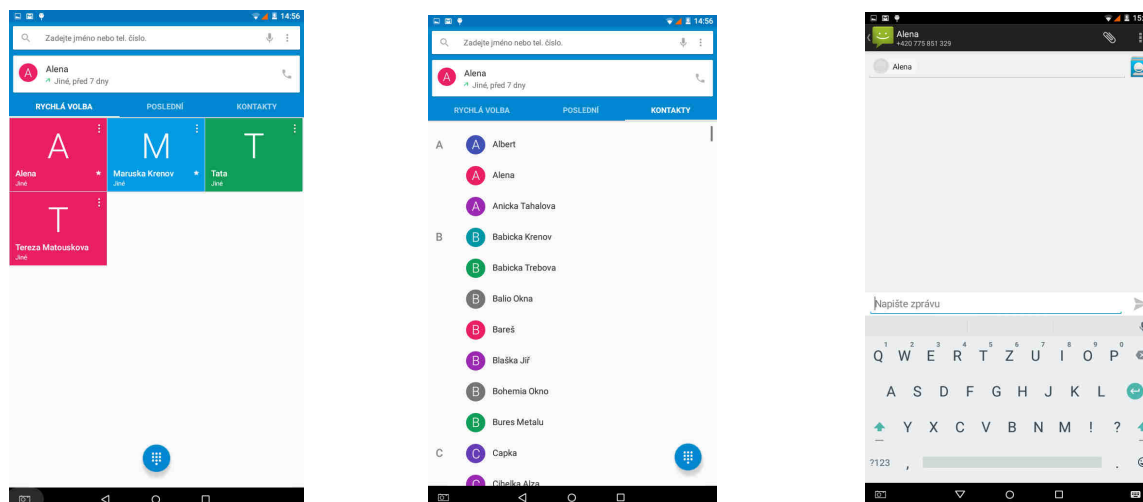 14:56
Zadejte jméno nebo tel. číslo.
A
Alena
Jiné, před 7 dny
RYCHLÁ VOLBA POSLEDNÍ KONTAKTY
A
Alena
Jiné
M
Maruska Krenov
Jiné
T
Tata
Jiné
T
Tereza Matouskova
Jiné
14:56
Zadejte jméno nebo tel. číslo.
A
Alena
Jiné, před 7 dny
RYCHLÁ VOLBA POSLEDNÍ KONTAKTY
A A Albert
A Alena
A Anicka Tahalova
B B Babicka Krenov
B Babicka Trebova
B Balio Okna
B Bareš
B Blaška Jiř
B Bohemia Okno
B Bures Metalu
C C Capka
C Cihelka Alza
15:
Alena
+420 775 851 329
Alena
Napište zprávu
1 2 3 4 5 6 7 8 9 0
Q W E R T Z U I O P
A S D F G H J K L
Y X C V B N M ! ?
?123 , .